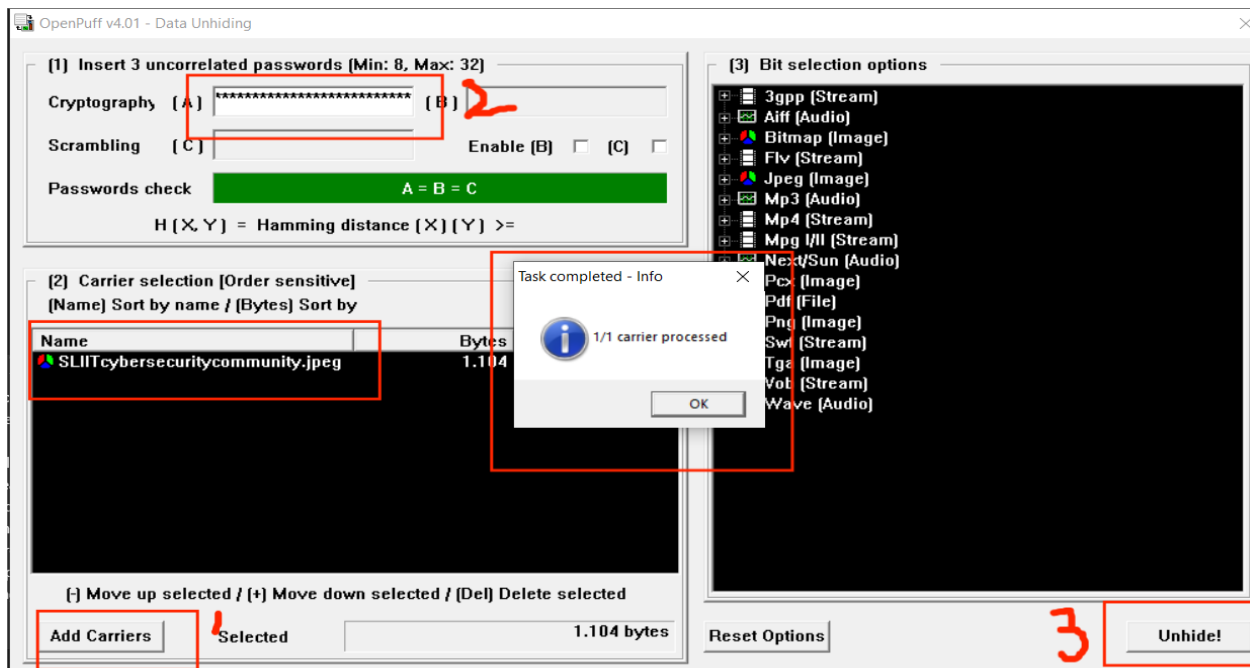 OpenPuff v4.01 - Data Unhiding
(1) Insert 3 uncorrelated passwords (Min: 8, Max: 32)
Cryptography (A) *************************** (B) 2
Scrambling (C) Enable (B) (C)
Passwords check A = B = C
H (X, Y) = Hamming distance (X)(Y) >=
(2) Carrier selection [Order sensitive]
(Name) Sort by name / (Bytes) Sort by
Name Bytes
SLIITcybersecuritycommunity.jpeg 1.104
(-) Move up selected / (+) Move down selected / (Del) Delete selected
Add Carriers 1 Selected 1.104 bytes
Task completed - Info
1/1 carrier processed
OK
(3) Bit selection options
3gpp (Stream)
Aiff (Audio)
Bitmap (Image)
Flv (Stream)
Jpeg (Image)
Mp3 (Audio)
Mp4 (Stream)
Mpg I/II (Stream)
Next/Sun (Audio)
Pcx (Image)
Pdf (File)
Png (Image)
Swf (Stream)
Tga (Image)
Vob (Stream)
Wave (Audio)
Reset Options 3 Unhide!